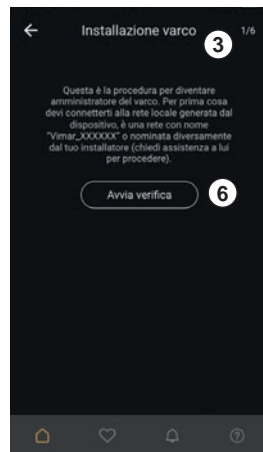 Installazione varco
3
1/6
Questa è la procedura per diventare
amministratore del varco. Per prima cosa
devi connetterti alla rete locale generata dal
dispositivo, è una rete con nome
"Vimar_XXXXXX" o nominata diversamente
dal tuo installatore (chiedi assistenza a lui
per procedere).
Avvia verifica
6